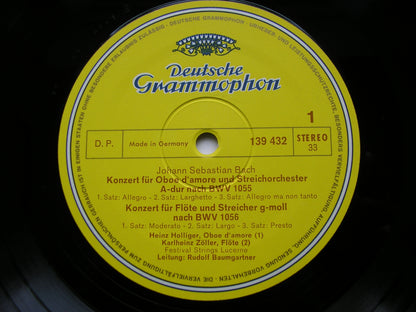 Deutsche
Grammophon
1
D. P.
Made in Germany
139 432
STEREO
33
Johann Sebastian Bach
Konzert für Oboe d'amore und Streichorchester
A-dur nach BWV 1055
1. Satz: Allegro - 2. Satz: Larghetto - 3. Satz: Allegro ma non tanto
Konzert für Flöte und Streicher g-moll
nach BWV 1056
1. Satz: Moderato - 2. Satz: Largo - 3. Satz: Presto
Heinz Holliger, Oboe d'amore (1)
Karlheinz Zöller, Flöte (2)
Festival Strings Lucerne
Leitung: Rudolf Baumgartner